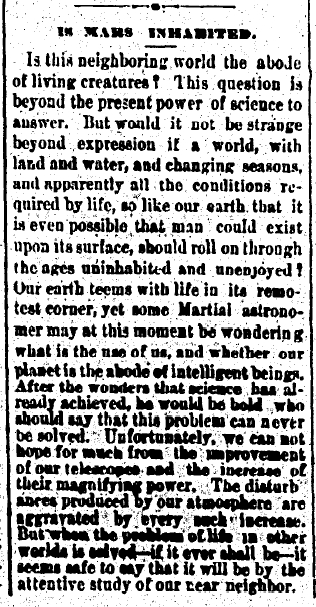 IS MARS INHABITED.
Is this neighboring world the abode
of living creatures? This question is
beyond the present power of science to
answer. But would it not be strange
beyond expression if a world, with
land and water, and changing seasons,
and apparently all the conditions re-
quired by life, so like our earth that it
is even possible that man could exist
upon its surface, should roll on through
the ages uninhabited and unenjoyed?
Our earth teems with life in its remo-
test corner, yet some Martial astrono-
mer may at this moment be wondering
what is the use of us, and whether our
planet is the abode of intelligent beings.
After the wonders that science has al-
ready achieved, he would be bold who
should say that this problem can never
be solved. Unfortunately, we can not
hope for much from the improvement
of our telescopes and the increase of
their magnifying power. The disturb
ances produced by our atmosphere are
aggravated by every such increase.
But when the problem of life in other
worlds is solved—if it ever shall be—it
seems safe to say that it will be by the
attentive study of our near neighbor.